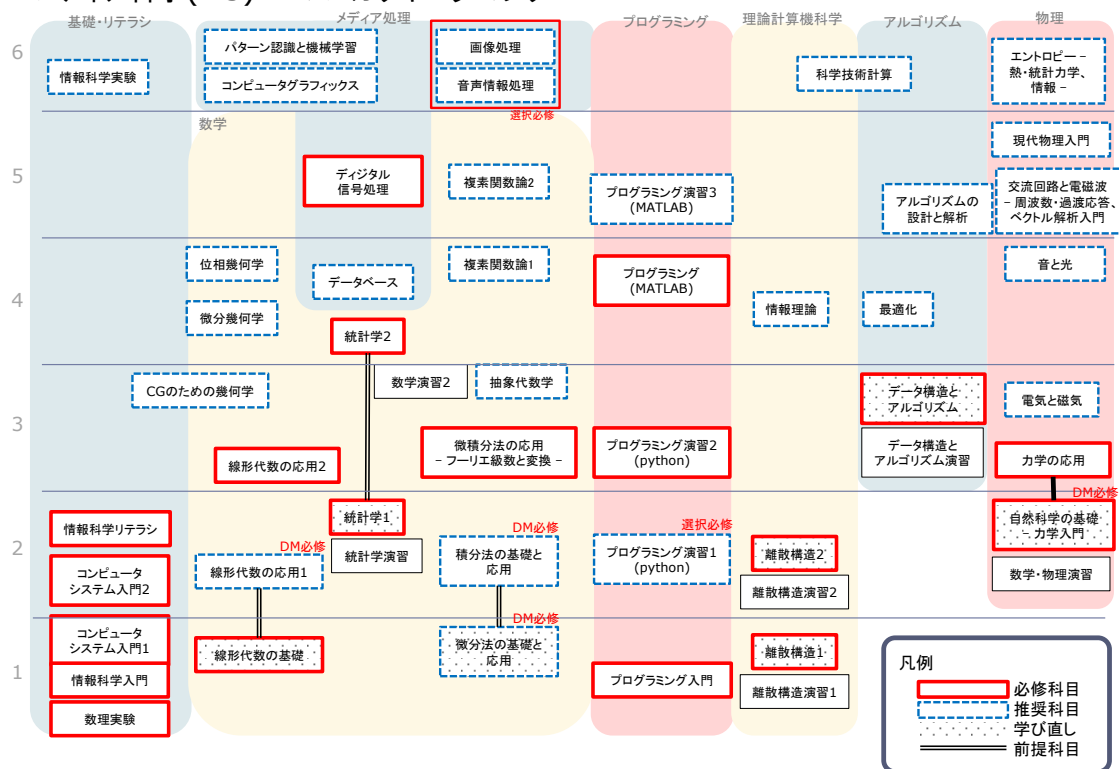 基礎・リテラシ
メディア処理
プログラミング
理論計算機科学
アルゴリズム
物理
6
パターン認識と機械学習
画像処理
情報科学実験
コンピュータグラフィックス
音声情報処理
科学技術計算
エントロピー –
熱・統計力学、
情報 –
選択必修
数学
5
ディジタル
信号処理
複素関数論2
プログラミング演習3
(MATLAB)
アルゴリズムの
設計と解析
現代物理入門
交流回路と電磁波
– 周波数・過渡応答、
ベクトル解析入門
4
位相幾何学
データベース
複素関数論1
プログラミング
(MATLAB)
音と光
微分幾何学
統計学2
情報理論
最適化
3
CGのための幾何学
数学演習2
抽象代数学
データ構造と
アルゴリズム
電気と磁気
線形代数の応用2
微積分法の応用
– フーリエ級数と変換 –
プログラミング演習2
(python)
データ構造と
アルゴリズム演習
力学の応用
2
情報科学リテラシ
統計学1
DM必修
自然科学の基礎
– 力学入門
コンピュータ
システム入門2
DM必修
線形代数の応用1
統計学演習
DM必修
積分法の基礎と
応用
選択必修
プログラミング演習1
(python)
離散構造2
離散構造演習2
数学・物理演習
1
コンピュータ
システム入門1
線形代数の基礎
DM必修
微分法の基礎と
応用
離散構造1
情報科学入門
プログラミング入門
離散構造演習1
数理実験
凡例
必修科目
推奨科目
学び直し
前提科目